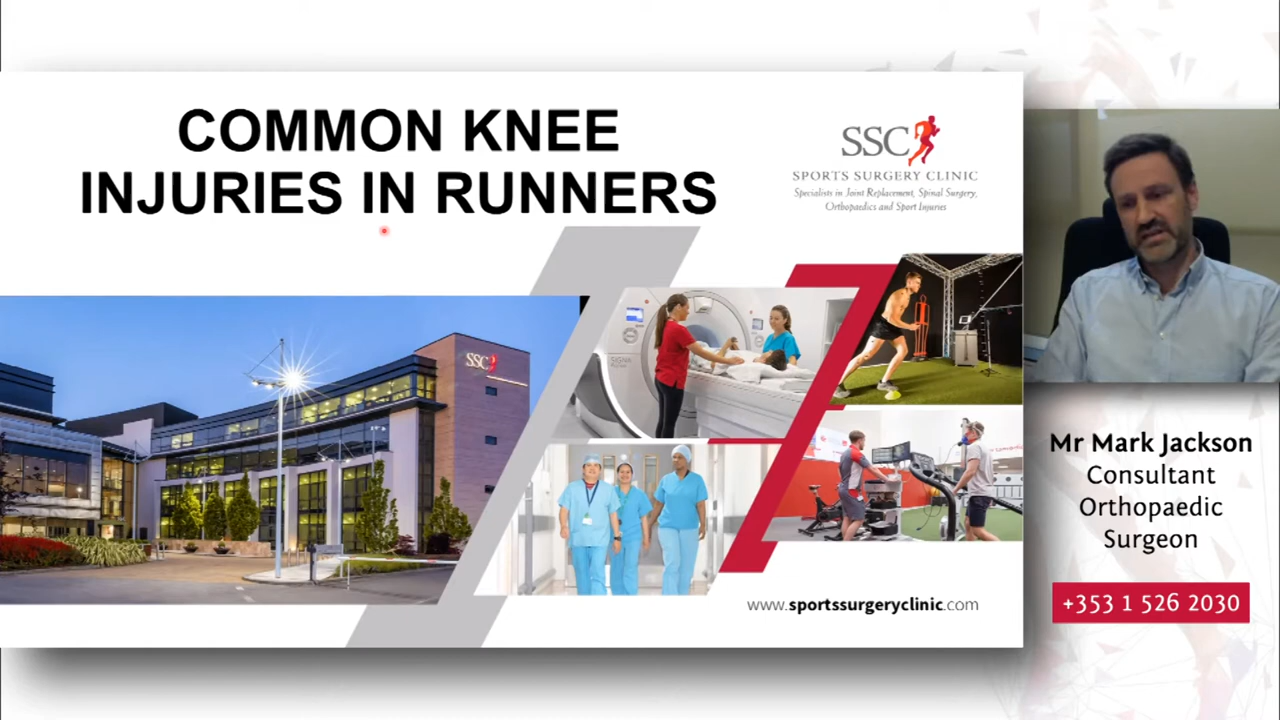 COMMON KNEE
INJURIES IN RUNNERS
SSC
SPORTS SURGERY CLINIC
Specialists in Joint Replacement, Spinal Surgery,
Orthopaedics and Sport Injuries
SSC
www.sportssurgeryclinic.com
Mr Mark Jackson
Consultant
Orthopaedic
Surgeon
+353 1 526 2030